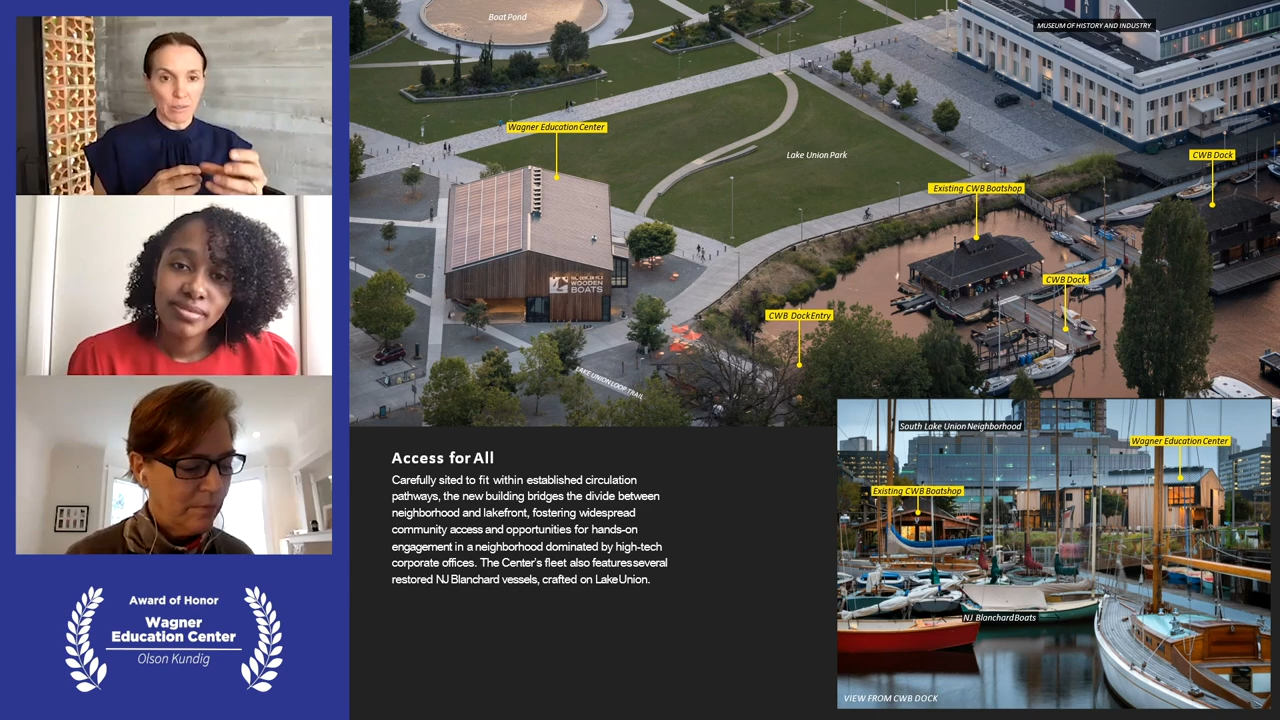 Boat Pond
MUSEUM OF HISTORY AND INDUSTRY
Wagner Education Center
Lake Union Park
CWB Dock
Existing CWB Boatshop
CWB Dock
CWB Dock Entry
WOODEN
BOATS
LAKE UNION LOOP TRAIL
Access for All
Carefully sited to fit within established circulation
pathways, the new building bridges the divide between
neighborhood and lakefront, fostering widespread
community access and opportunities for hands-on
engagement in a neighborhood dominated by high-tech
corporate offices. The Center's fleet also features several
restored NJ Blanchard vessels, crafted on Lake Union.
South Lake Union Neighborhood
Wagner Education Center
Existing CWB Boatshop
NJ Blanchard Boats
VIEW FROM CWB DOCK
Award of Honor
Wagner
Education Center
Olson Kundig